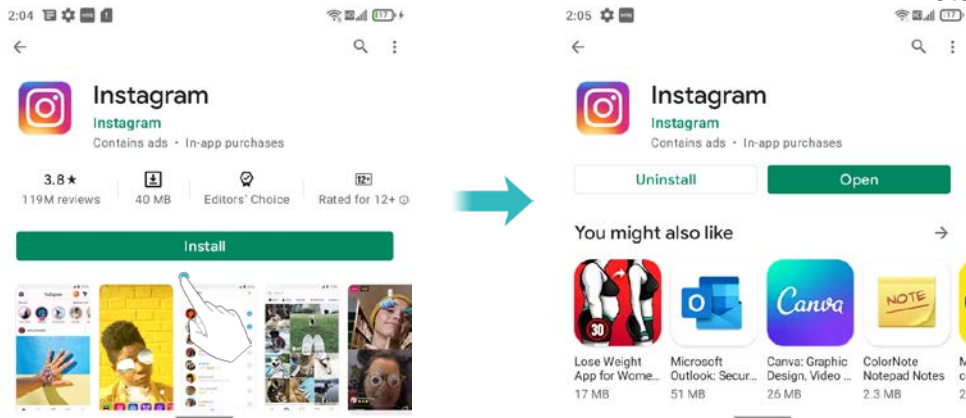 2:04
17
Instagram
Instagram
Contains ads • In-app purchases
3.8★
119M reviews
40 MB
Editors' Choice
12+
Rated for 12+
Install
2:05
17
Instagram
Instagram
Contains ads • In-app purchases
Uninstall
Open
You might also like
30
Lose Weight
App for Wome...
17 MB
O
Microsoft
Outlook: Secur...
51 MB
Canva
Canva: Graphic
Design, Video ...
26 MB
NOTE
ColorNote
Notepad Notes
2.3 MB